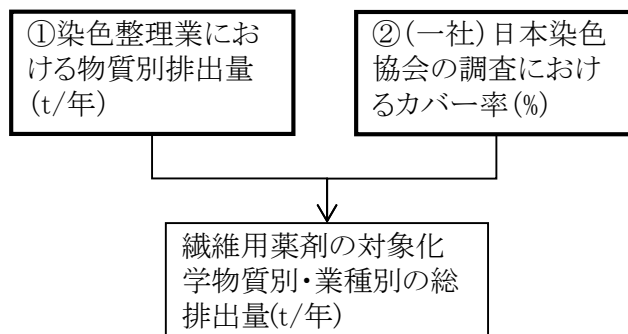 ①染色整理業にお
ける物質別排出量
(t/年)
②(一社)日本染色
協会の調査におけ
るカバー率(%)
繊維用薬剤の対象化
学物質別・業種別の総
排出量(t/年)